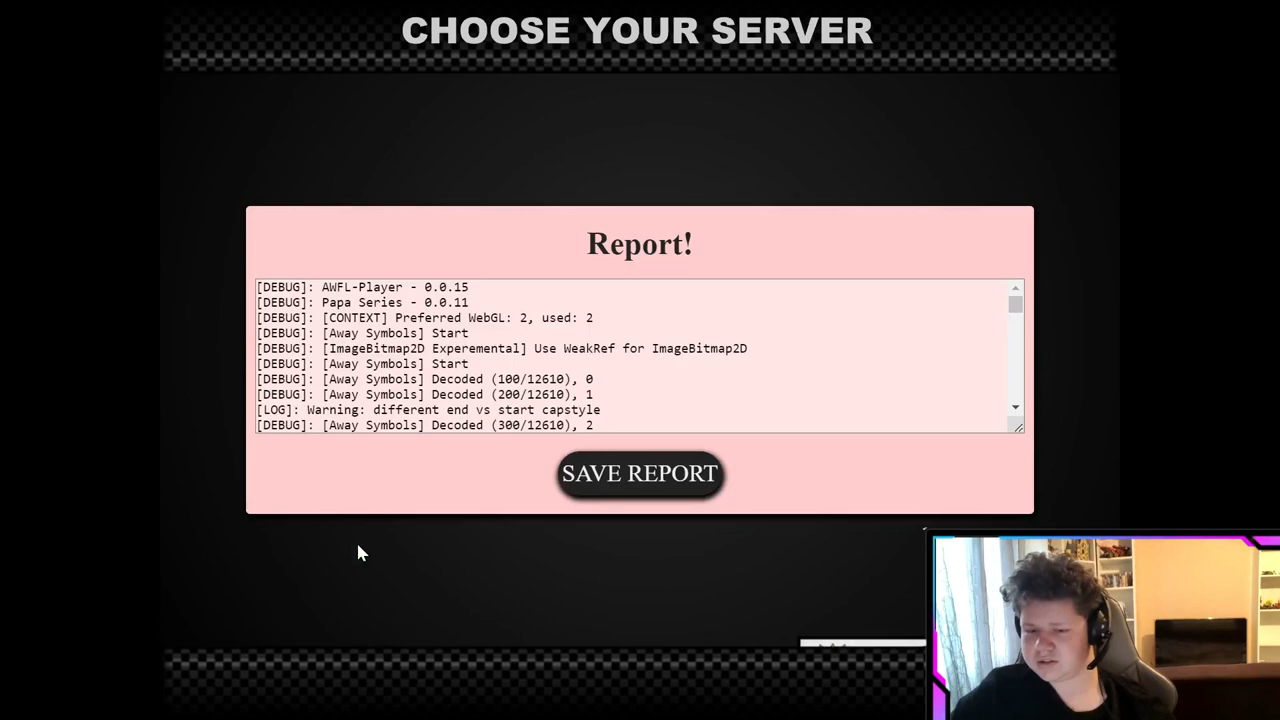 CHOOSE YOUR SERVER
Report!
[DEBUG]: AWFL-Player - 0.0.15
[DEBUG]: Papa Series - 0.0.11
[DEBUG]: [CONTEXT] Preferred WebGL: 2, used: 2
[DEBUG]: [Away Symbols] Start
[DEBUG]: [ImageBitmap2D Experemental] Use WeakRef for ImageBitmap2D
[DEBUG]: [Away Symbols] Start
[DEBUG]: [Away Symbols] Decoded (100/12610), 0
[DEBUG]: [Away Symbols] Decoded (200/12610), 1
[LOG]: Warning: different end vs start capstyle
[DEBUG]: [Away Symbols] Decoded (300/12610), 2
SAVE REPORT